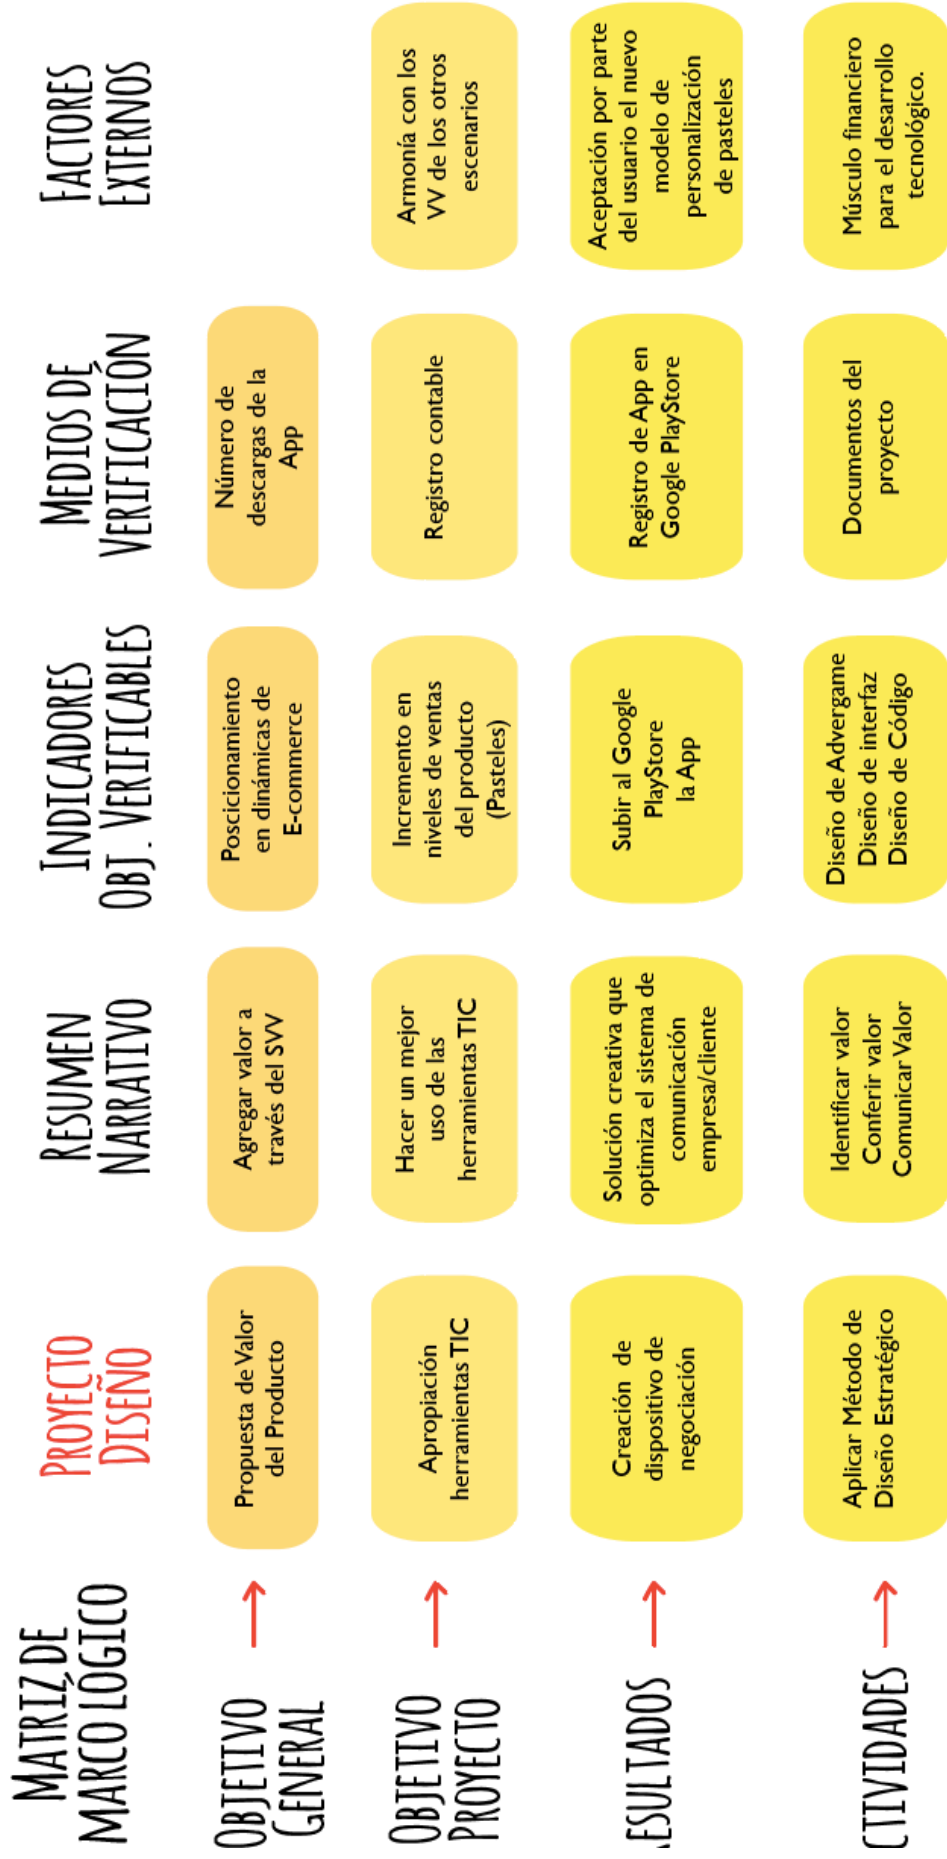 MATRIZ DE
MARCO LÓGICO
PROYECTO
DISEÑO
RESUMEN
NARRATIVO
INDICADORES
OBJ. VERIFICABLES
MEDIOS DE
VERIFICACIÓN
FACTORES
EXTERNOS
OBJETIVO
GENERAL
Propuesta de Valor
del Producto
Agregar valor a
través del SVV
Poscicionamiento
en dinámicas de
E-commerce
Número de
descargas de la
App
OBJETIVO
PROYECTO
Apropiación
herramientas TIC
Hacer un mejor
uso de las
herramientas TIC
Incremento en
niveles de ventas
del producto
(Pasteles)
Registro contable
Armonía con los
VV de los otros
escenarios
ESULTADOS
Creación de
dispositivo de
negociación
Solución creativa que
optimiza el sistema de
comunicación
empresa/cliente
Subir al Google
PlayStore
la App
Registro de App en
Google PlayStore
Aceptación por parte
del usuario el nuevo
modelo de
personalización
de pasteles
CTIVIDADES
Aplicar Método de
Diseño Estratégico
Identificar valor
Conferir valor
Comunicar Valor
Diseño de Advergame
Diseño de interfaz
Diseño de Código
Documentos del
proyecto
Músculo financiero
para el desarrollo
tecnológico.